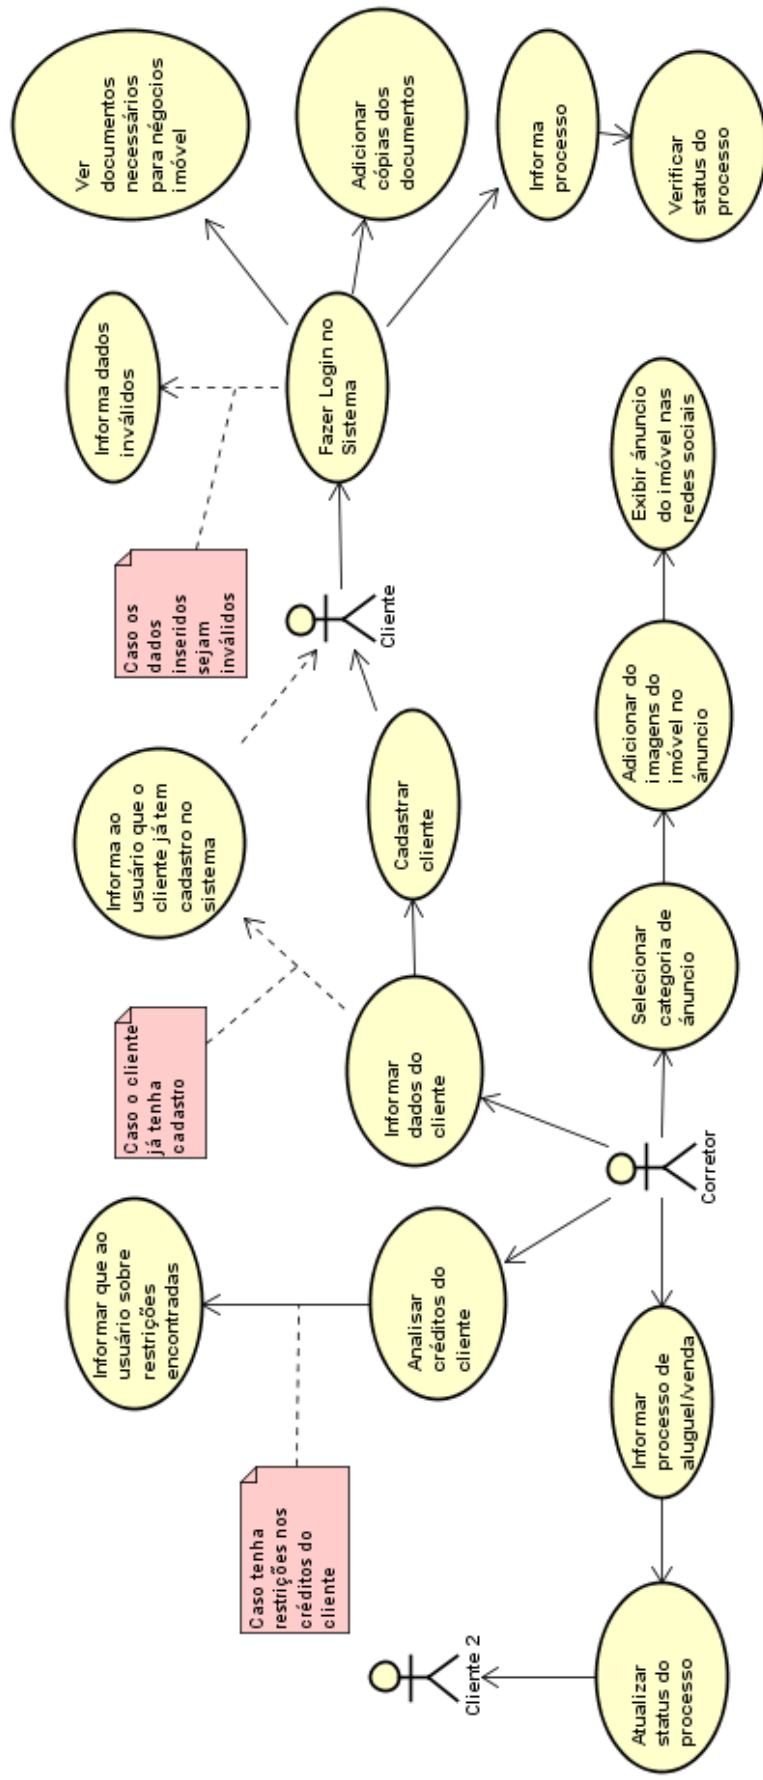 Ver
documentos
necessários
para négocios
imóvel
Adicionar
cópias dos
documentos
Informa
processo
Verificar
status do
processo
Informa dados
inválidos
Fazer Login no
Sistema
Caso os
dados
inseridos
sejam
inválidos
Cliente
Exibir ánuncio
do imóvel nas
redes sociais
Informa ao
usuário que o
cliente já tem
cadastro no
sistema
Cadastrar
cliente
Adicionar do
imagens do
imóvel no
ánuncio
Caso o cliente
já tenha
cadastro
Informar
dados do
cliente
Selecionar
categoria de
ánuncio
Corretor
Informar que ao
usuário sobre
restrições
encontradas
Analisar
créditos do
cliente
Informar
processo de
aluguel/venda
Caso tenha
restrições nos
créditos do
cliente
Cliente 2
Atualizar
status do
processo